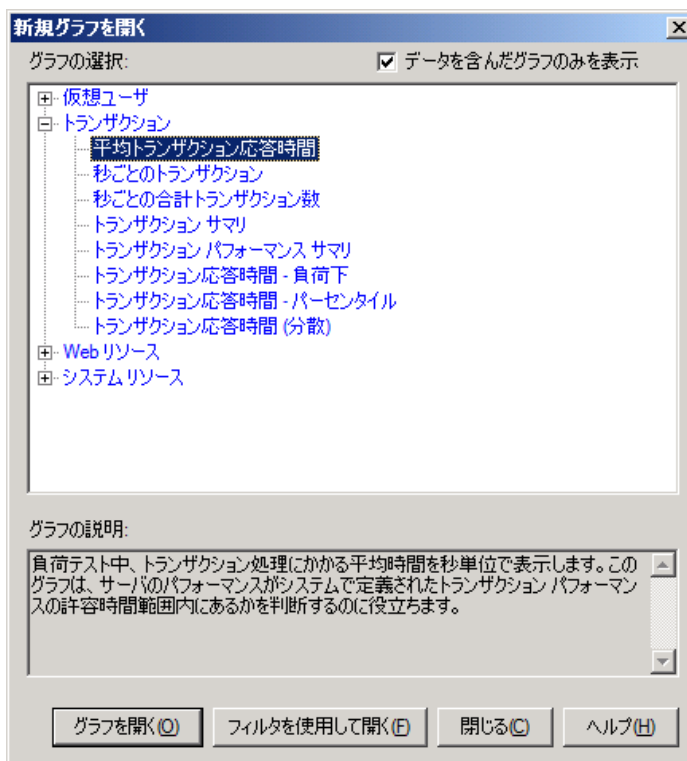 新規グラフを開く
グラフの選択:
データを含んだグラフのみを表示
仮想ユーザ
トランザクション
平均トランザクション応答時間
秒ごとのトランザクション
秒ごとの合計トランザクション数
トランザクション サマリ
トランザクション パフォーマンス サマリ
トランザクション応答時間 - 負荷下
トランザクション応答時間 - パーセンタイル
トランザクション応答時間 (分散)
Web リソース
システム リソース
グラフの説明:
負荷テスト中、トランザクション処理にかかる平均時間を秒単位で表示します。この
グラフは、サーバのパフォーマンスがシステムで定義されたトランザクション パフォーマン
スの許容時間範囲内にあるかを判断するのに役立ちます。
グラフを開く(O)
フィルタを使用して開く(F)
閉じる(C)
ヘルプ(H)